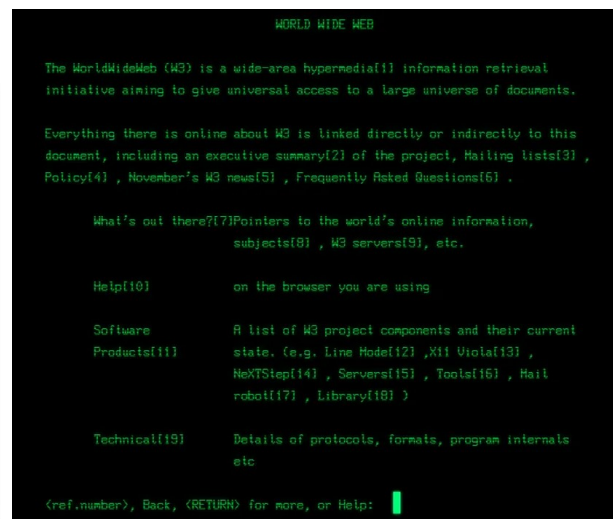 WORLD WIDE WEB
The WorldWideWeb (W3) is a wide-area hypermedia[1] information retrieval
initiative aiming to give universal access to a large universe of documents.
Everything there is online about W3 is linked directly or indirectly to this
document, including an executive summary[2] of the project, Mailing lists[3] ,
Policy[4] , November's W3 news[5] , Frequently Asked Questions[6] .
What's out there?[7]Pointers to the world's online information,
subjects[8] , W3 servers[9], etc.
Help[10] on the browser you are using
Software A list of W3 project components and their current
Products[11] state. (e.g. Line Mode[12] ,X11 Viola[13] ,
NeXTStep[14] , Servers[15] , Tools[16] , Mail
robot[17] , Library[18] )
Technical[19] Details of protocols, formats, program internals
etc
<ref.number>, Back, <RETURN> for more, or Help: